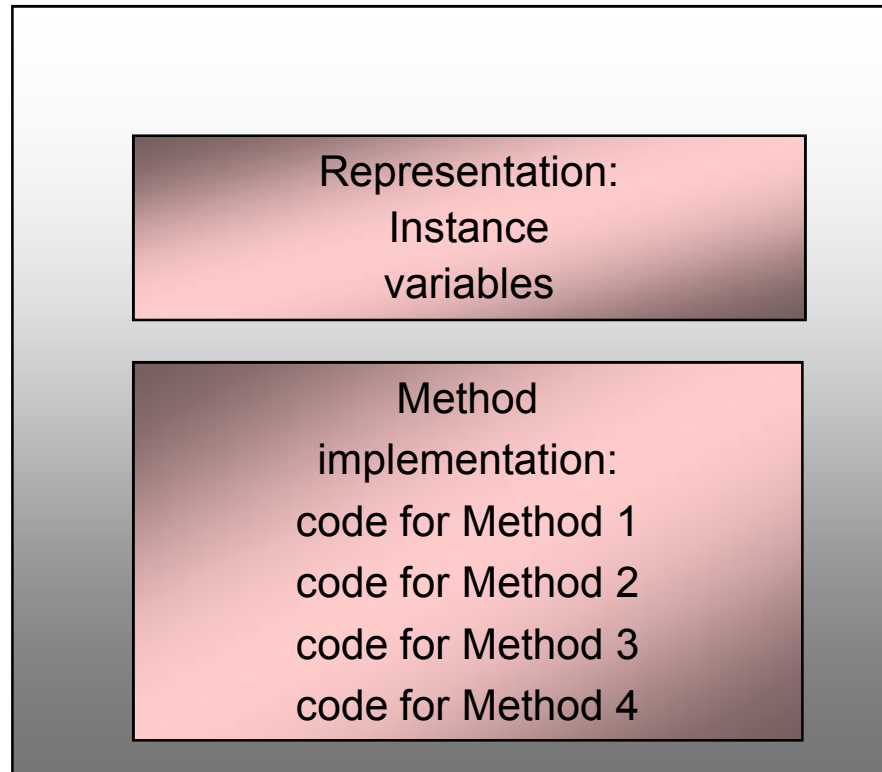 Representation:
Instance
variables
Method
implementation:
code for Method 1
code for Method 2
code for Method 3
code for Method 4